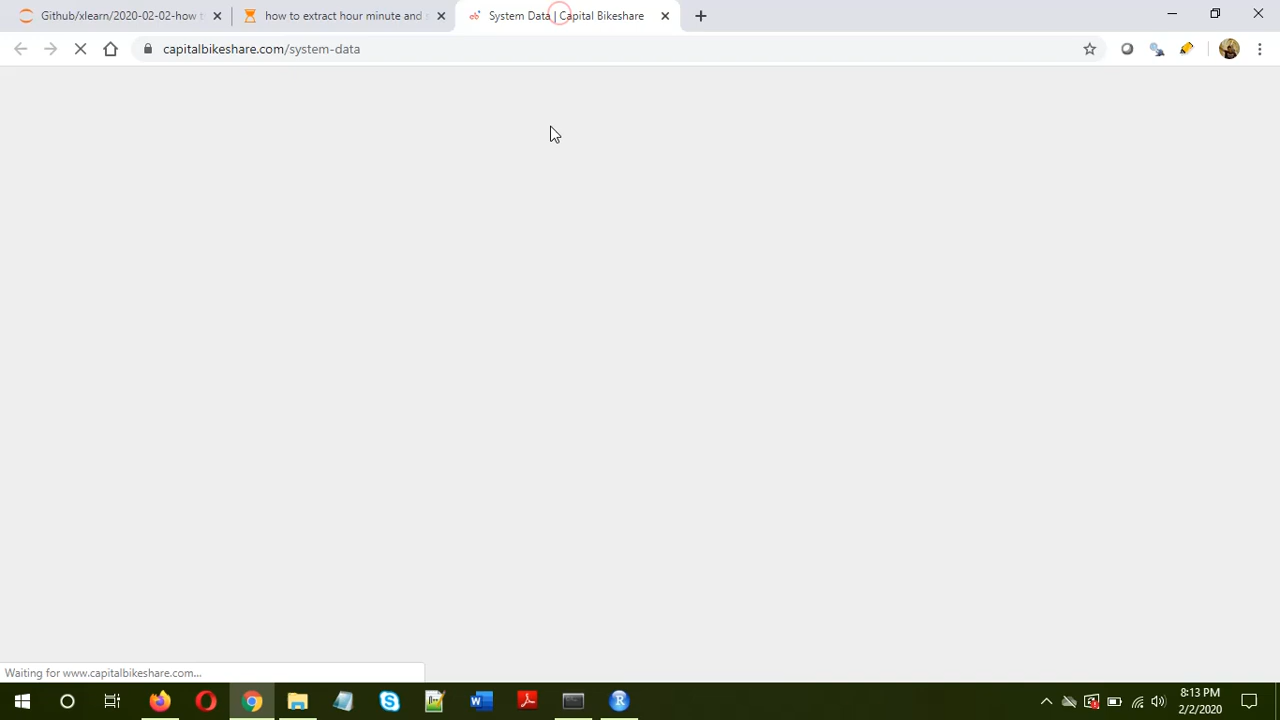 Github/xlearn/2020-02-02-how t
how to extract hour minute and s
System Data | Capital Bikeshare
capitalbikeshare.com/system-data
Waiting for www.capitalbikeshare.com...
8:13 PM
2/2/2020